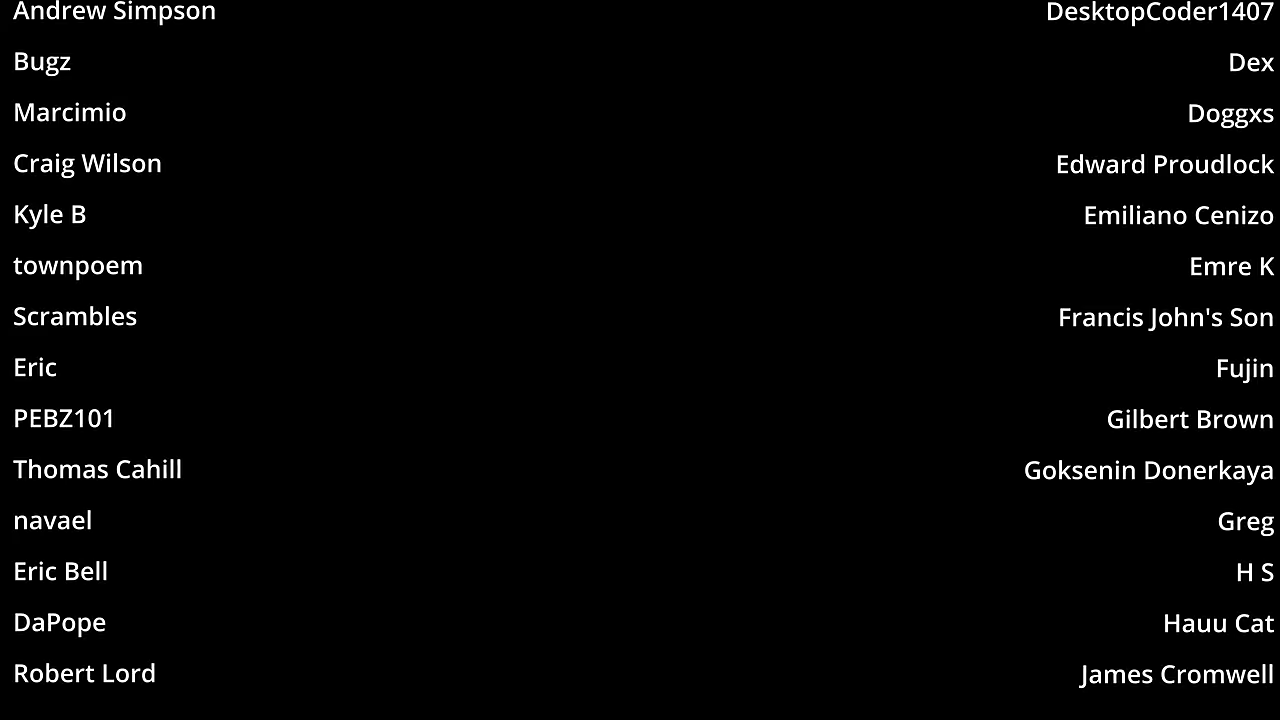 Andrew Simpson
Bugz
Marcimio
Craig Wilson
Kyle B
townpoem
Scrambles
Eric
PEBZ101
Thomas Cahill
navael
Eric Bell
DaPope
Robert Lord
DesktopCoder1407
Dex
Doggxs
Edward Proudlock
Emiliano Cenizo
Emre K
Francis John's Son
Fujin
Gilbert Brown
Goksenin Donerkaya
Greg
H S
Hauu Cat
James Cromwell